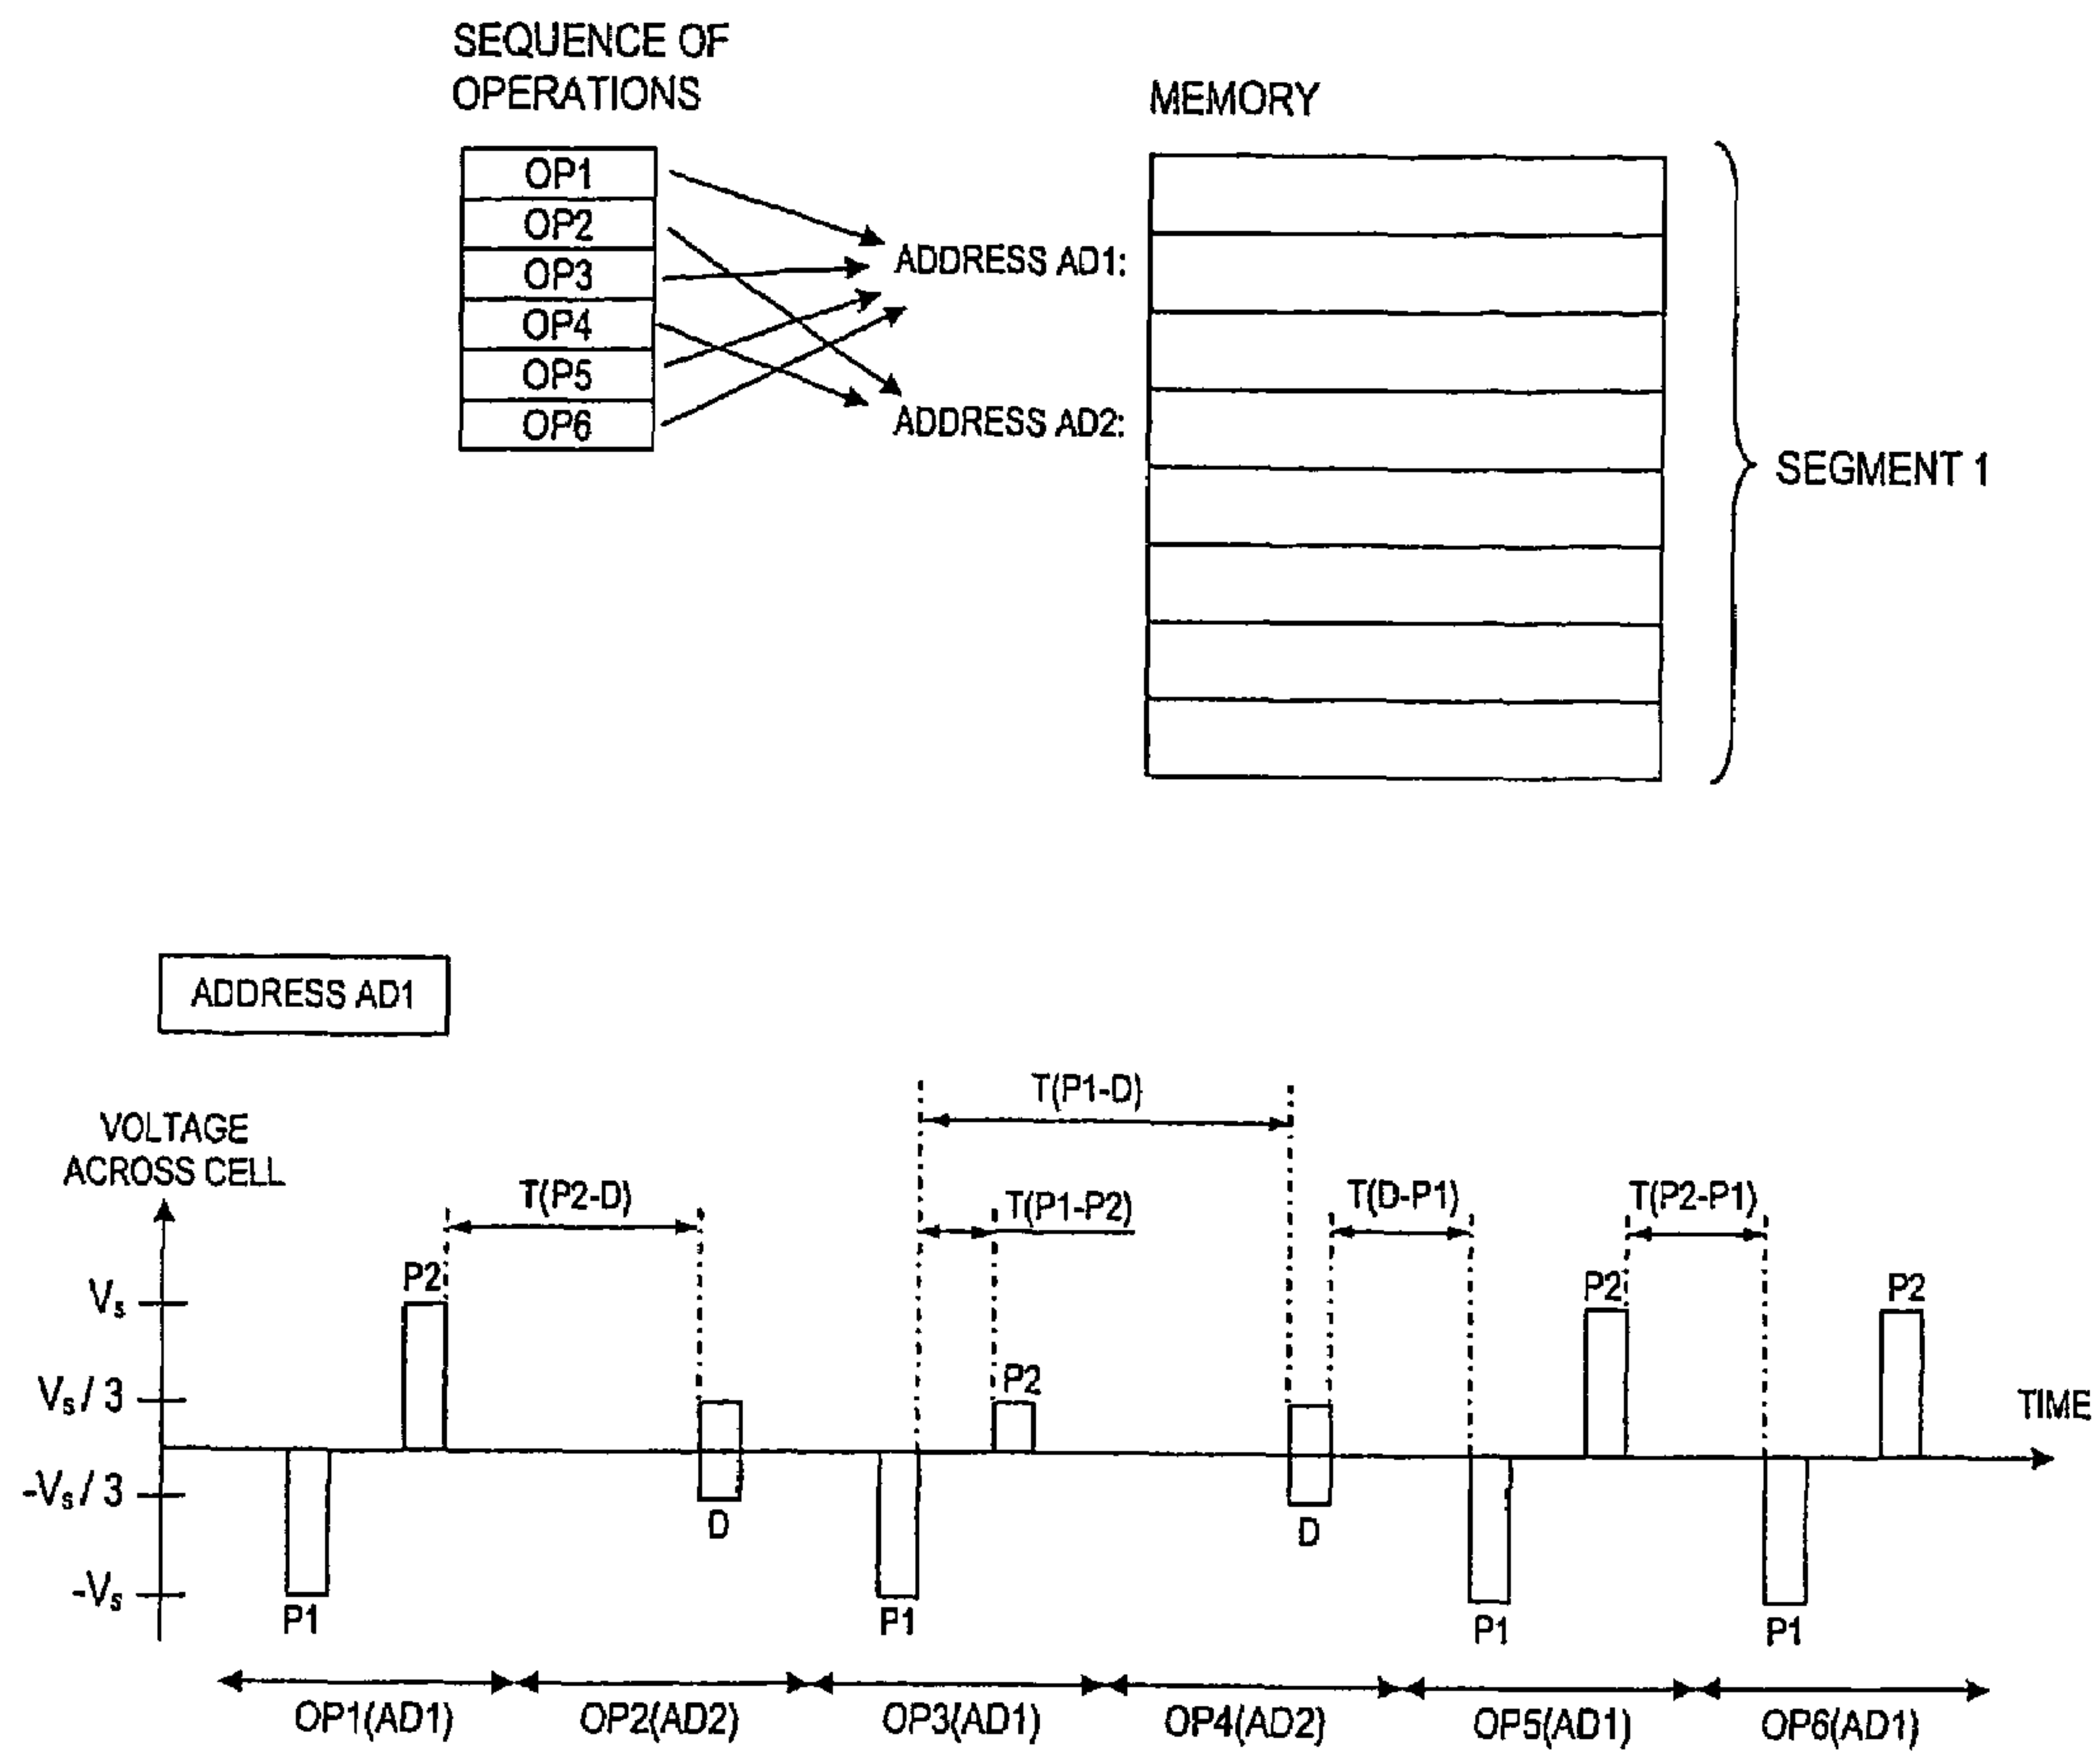 SEQUENCE OF
OPERATIONS
MEMORY
OP1
OP2
OP3
OP4
OP5
OP6
ADDRESS AD1:
ADDRESS AD2:
SEGMENT 1
ADDRESS AD1
VOLTAGE
ACROSS CELL
T(P1-D)
T(P2-D)
T(P1-P2)
T(D-P1)
T(P2-P1)
Vs
Vs / 3
-Vs / 3
-Vs
P2
P2
P2
P2
TIME
D
D
P1
P1
P1
P1
OP1(AD1)
OP2(AD2)
OP3(AD1)
OP4(AD2)
OP5(AD1)
OP6(AD1)